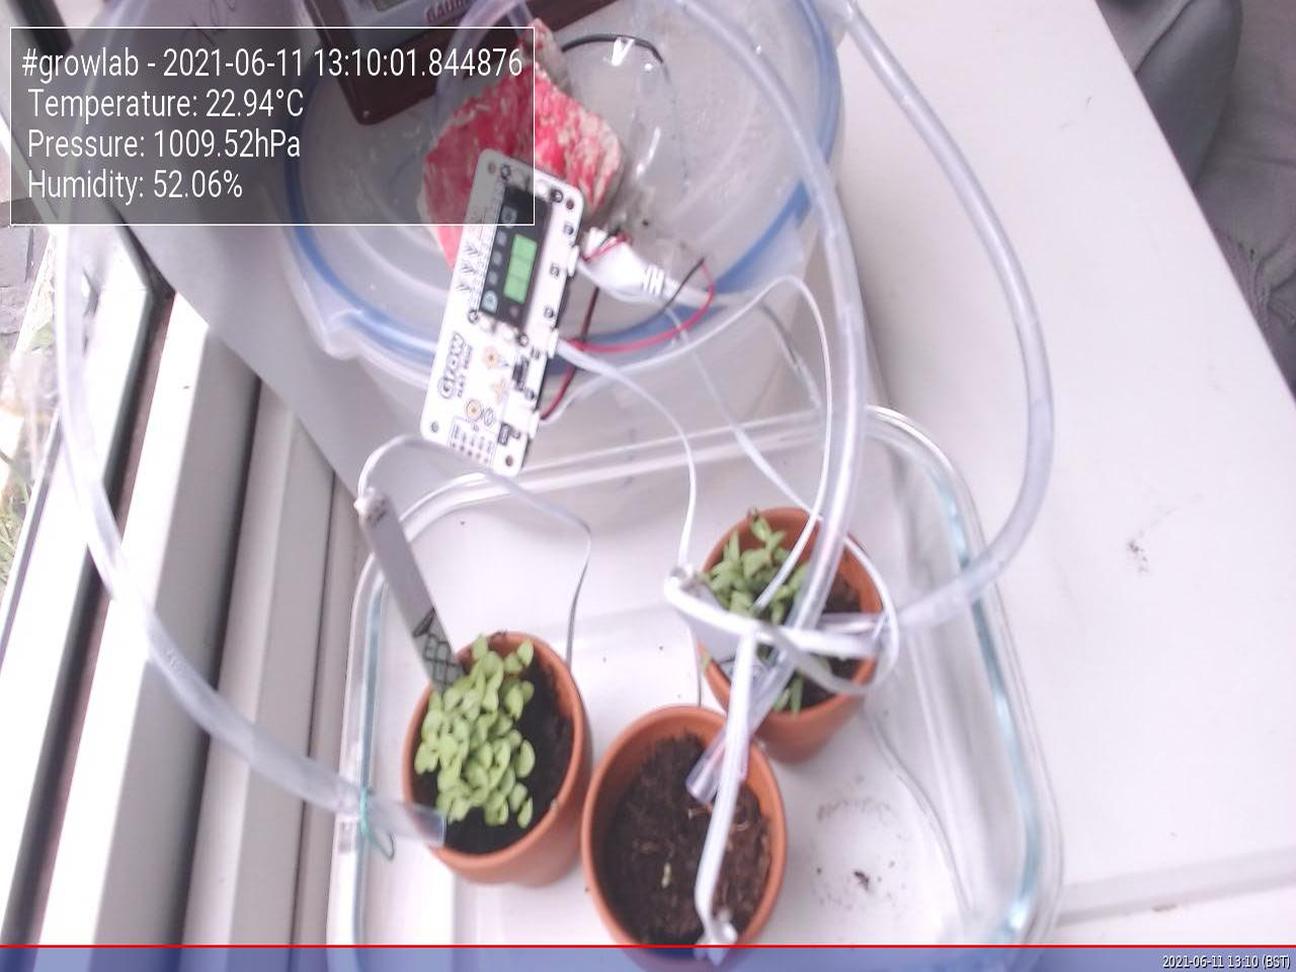 #growlab - 2021-06-11 13:10:01.844876
Temperature: 22.94°C
Pressure: 1009.52hPa
Humidity: 52.06%
Grow
2021-06-11 13:10 (BST)